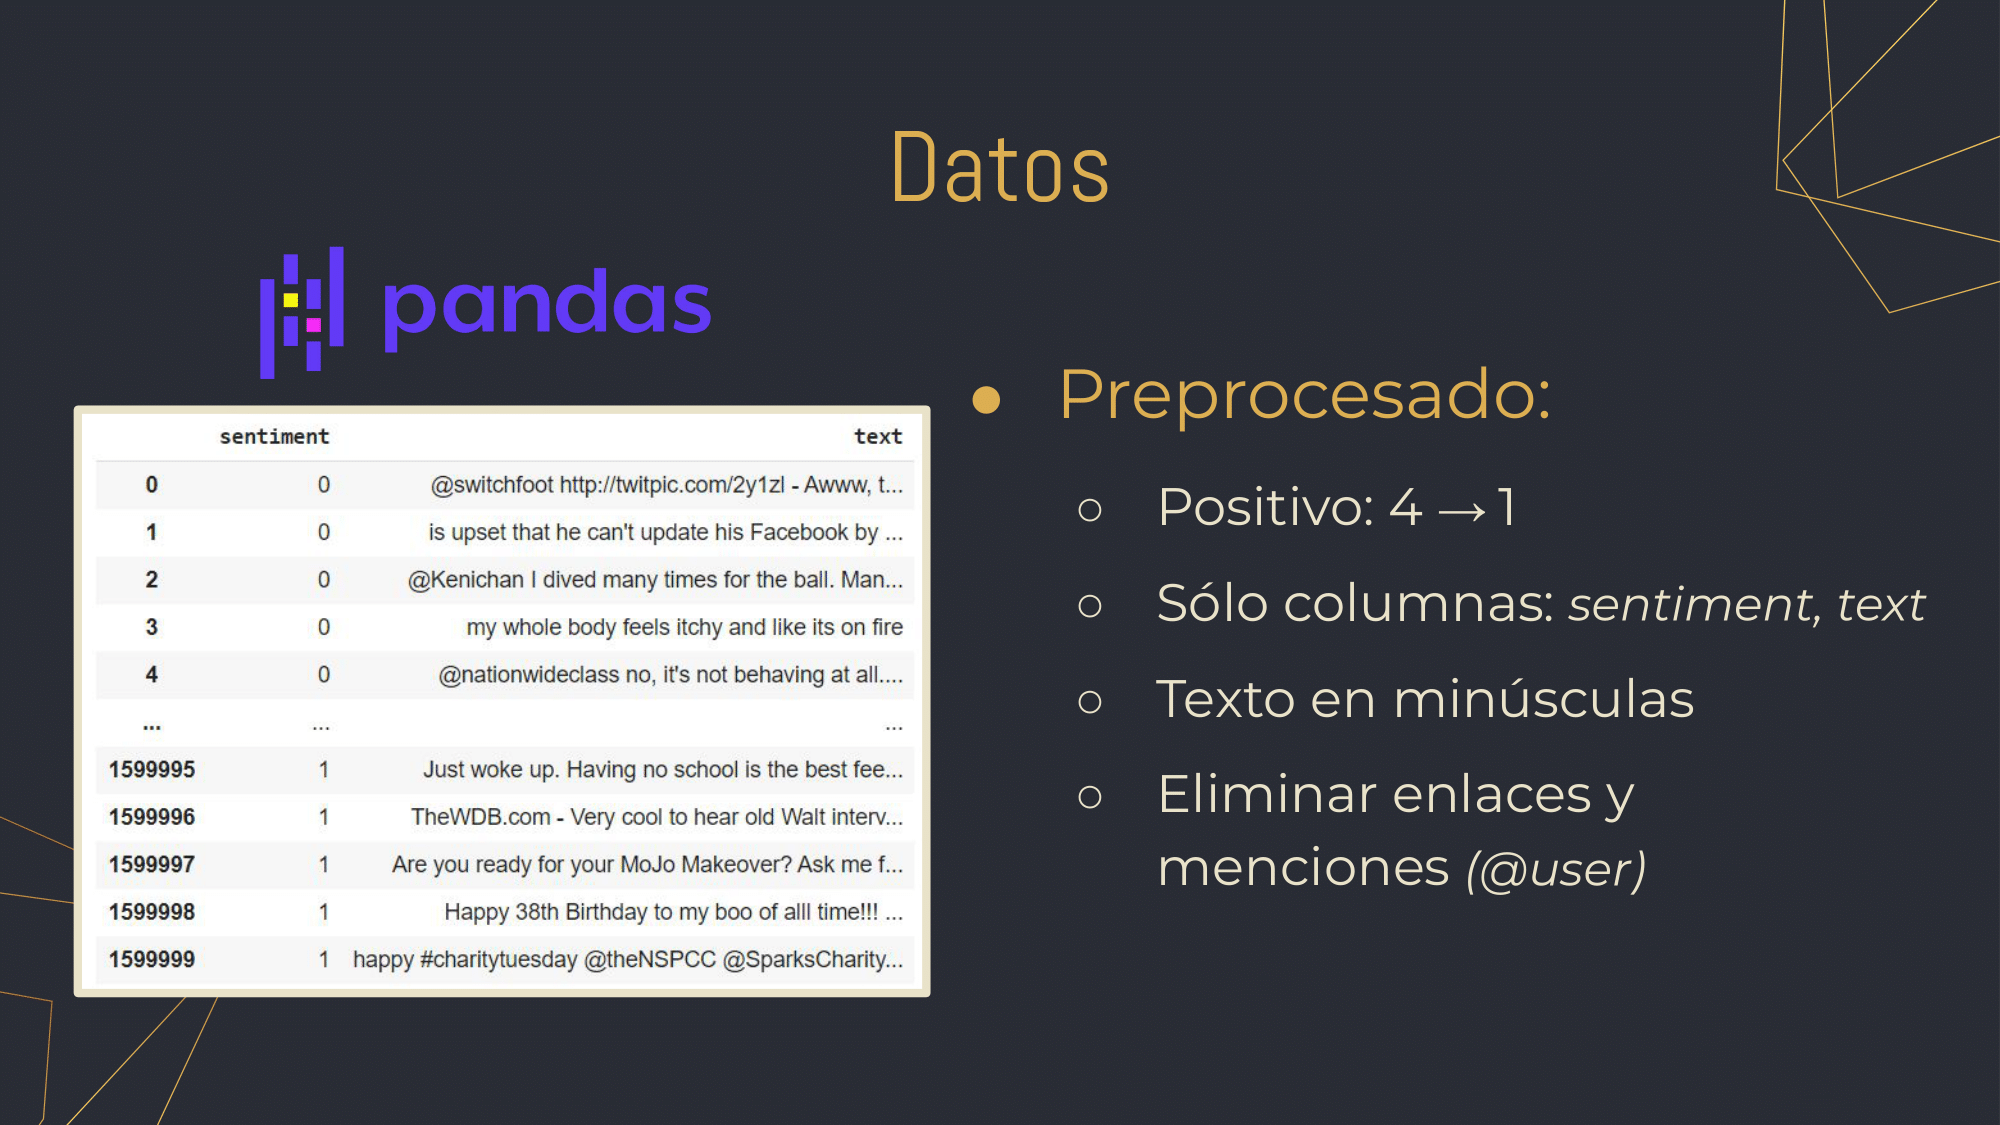 Datos
pandas
sentiment text
0 0 @switchfoot http://twitpic.com/2y1zl - Awww, t...
1 0 is upset that he can't update his Facebook by ...
2 0 @Kenichan I dived many times for the ball. Man...
3 0 my whole body feels itchy and like its on fire
4 0 @nationwideclass no, it's not behaving at all....
... ... ...
1599995 1 Just woke up. Having no school is the best fee...
1599996 1 TheWDB.com - Very cool to hear old Walt interv...
1599997 1 Are you ready for your MoJo Makeover? Ask me f...
1599998 1 Happy 38th Birthday to my boo of alll time!!! ...
1599999 1 happy #charitytuesday @theNSPCC @SparksCharity...
● Preprocesado:
○ Positivo: 4 → 1
○ Sólo columnas: sentiment, text
○ Texto en minúsculas
○ Eliminar enlaces y
menciones (@user)